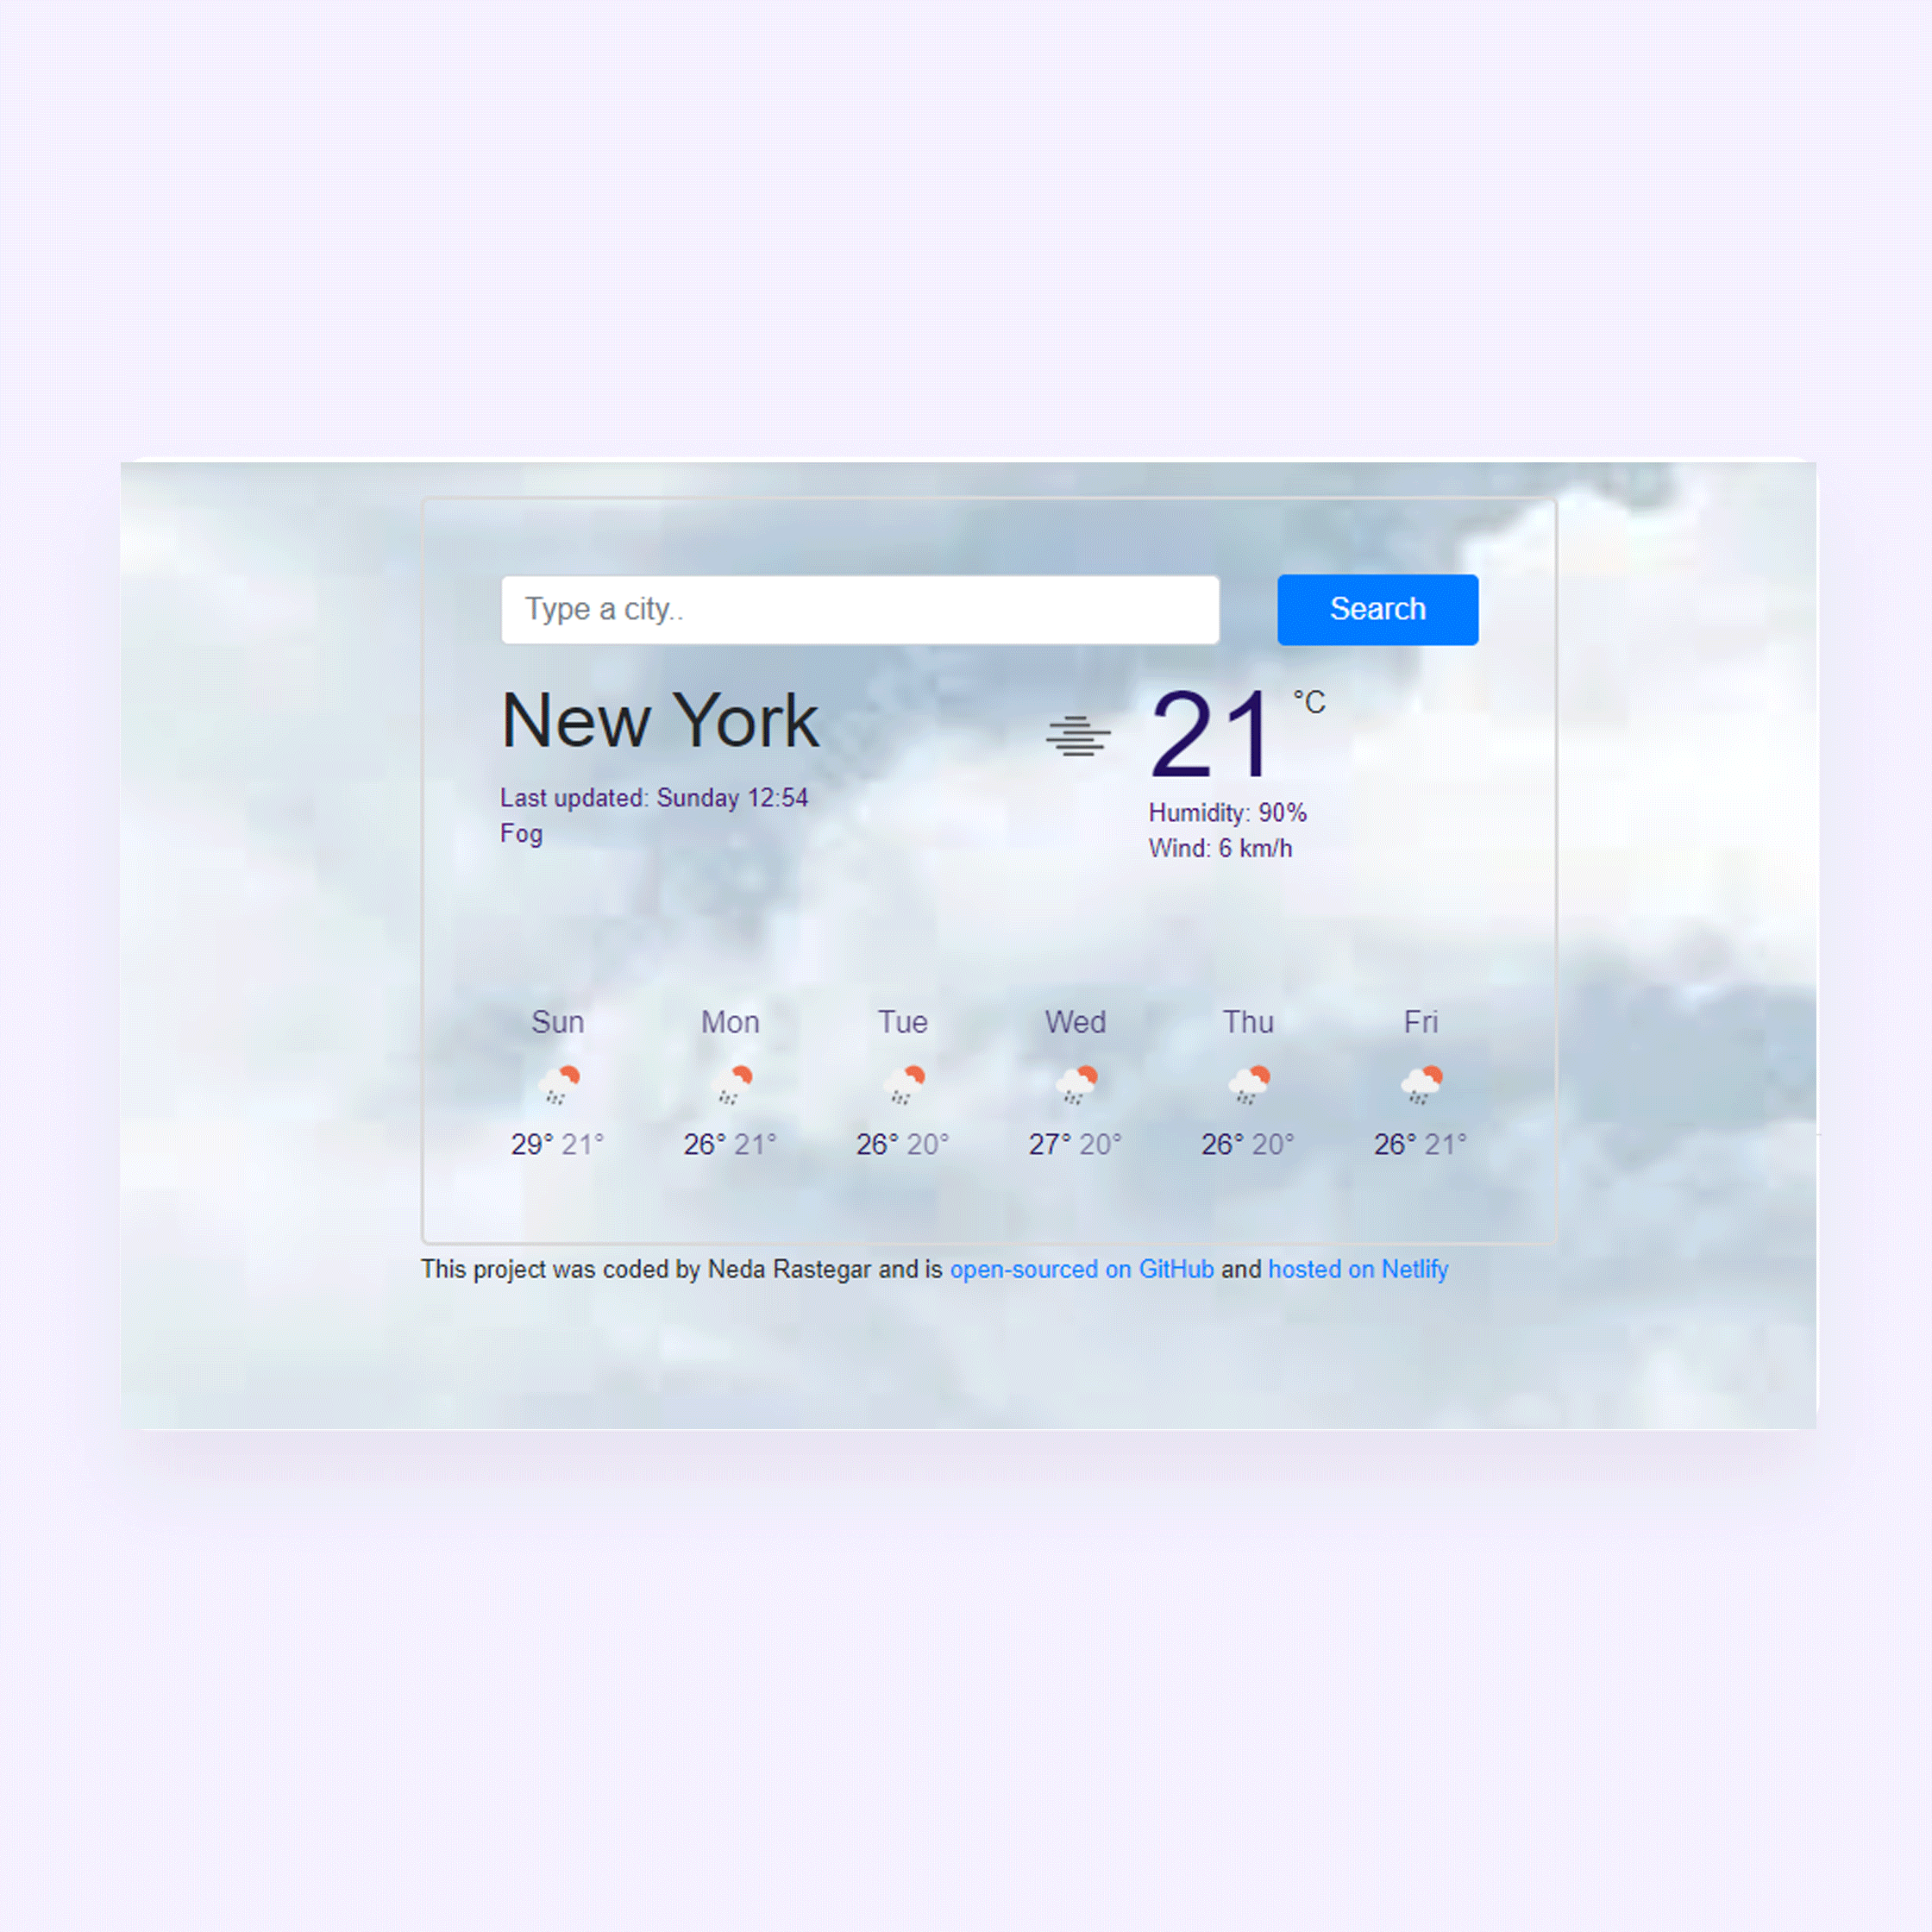 Type a city..
Search
New York
21 °C
Last updated: Sunday 12:54
Fog
Humidity: 90%
Wind: 6 km/h
Sun Mon Tue Wed Thu Fri
29° 21° 26° 21° 26° 20° 27° 20° 26° 20° 26° 21°
This project was coded by Neda Rastegar and is open-sourced on GitHub and hosted on Netlify